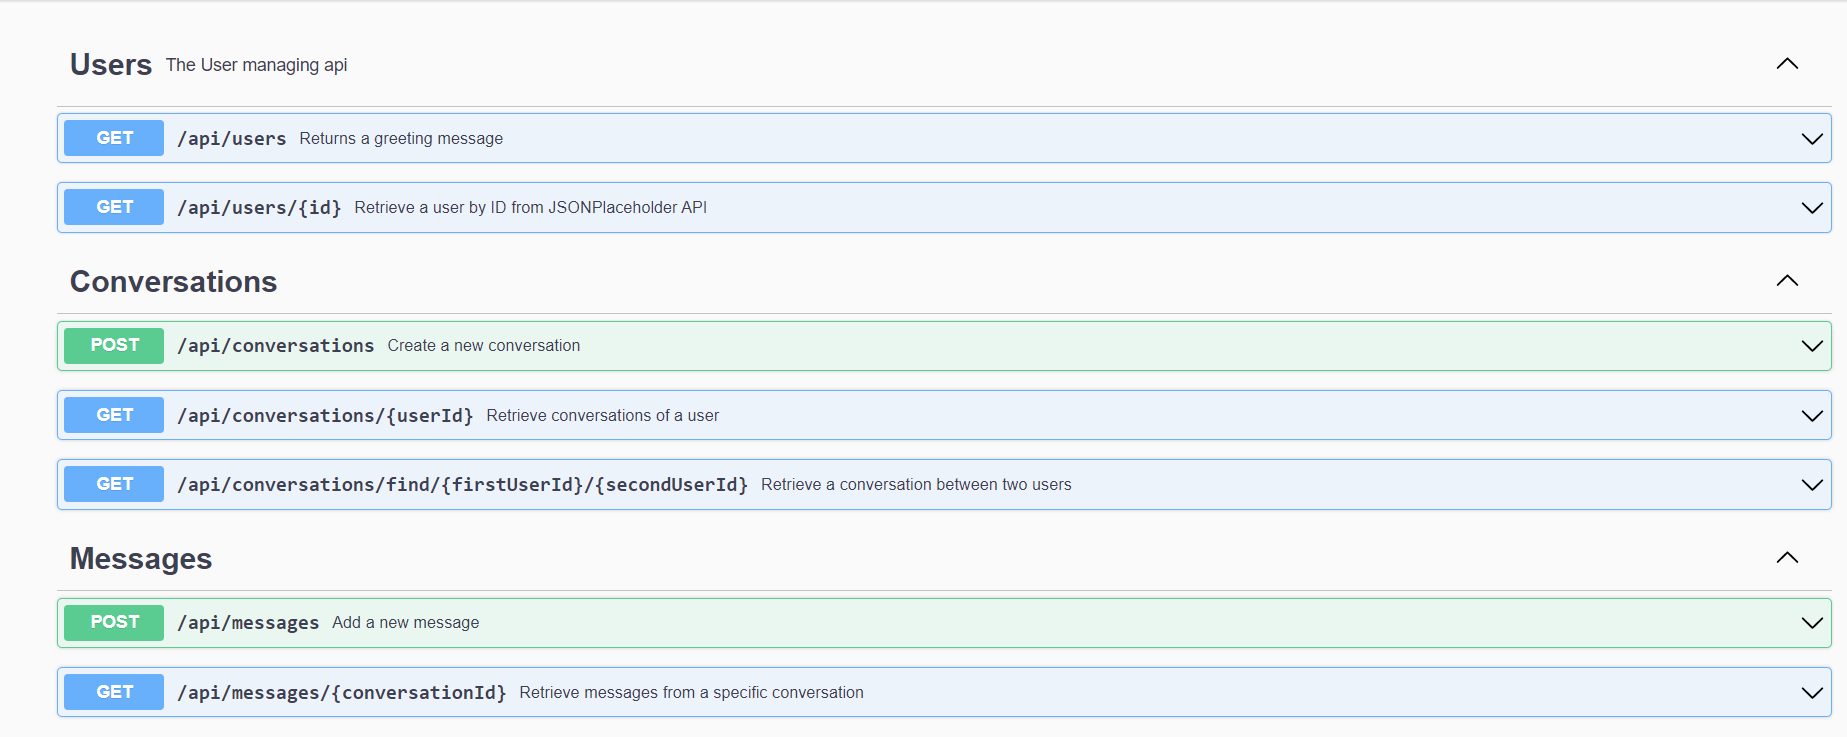 Users The User managing api
GET /api/users Returns a greeting message
GET /api/users/{id} Retrieve a user by ID from JSONPlaceholder API
Conversations
POST /api/conversations Create a new conversation
GET /api/conversations/{userId} Retrieve conversations of a user
GET /api/conversations/find/{firstUserId}/{secondUserId} Retrieve a conversation between two users
Messages
POST /api/messages Add a new message
GET /api/messages/{conversationId} Retrieve messages from a specific conversation